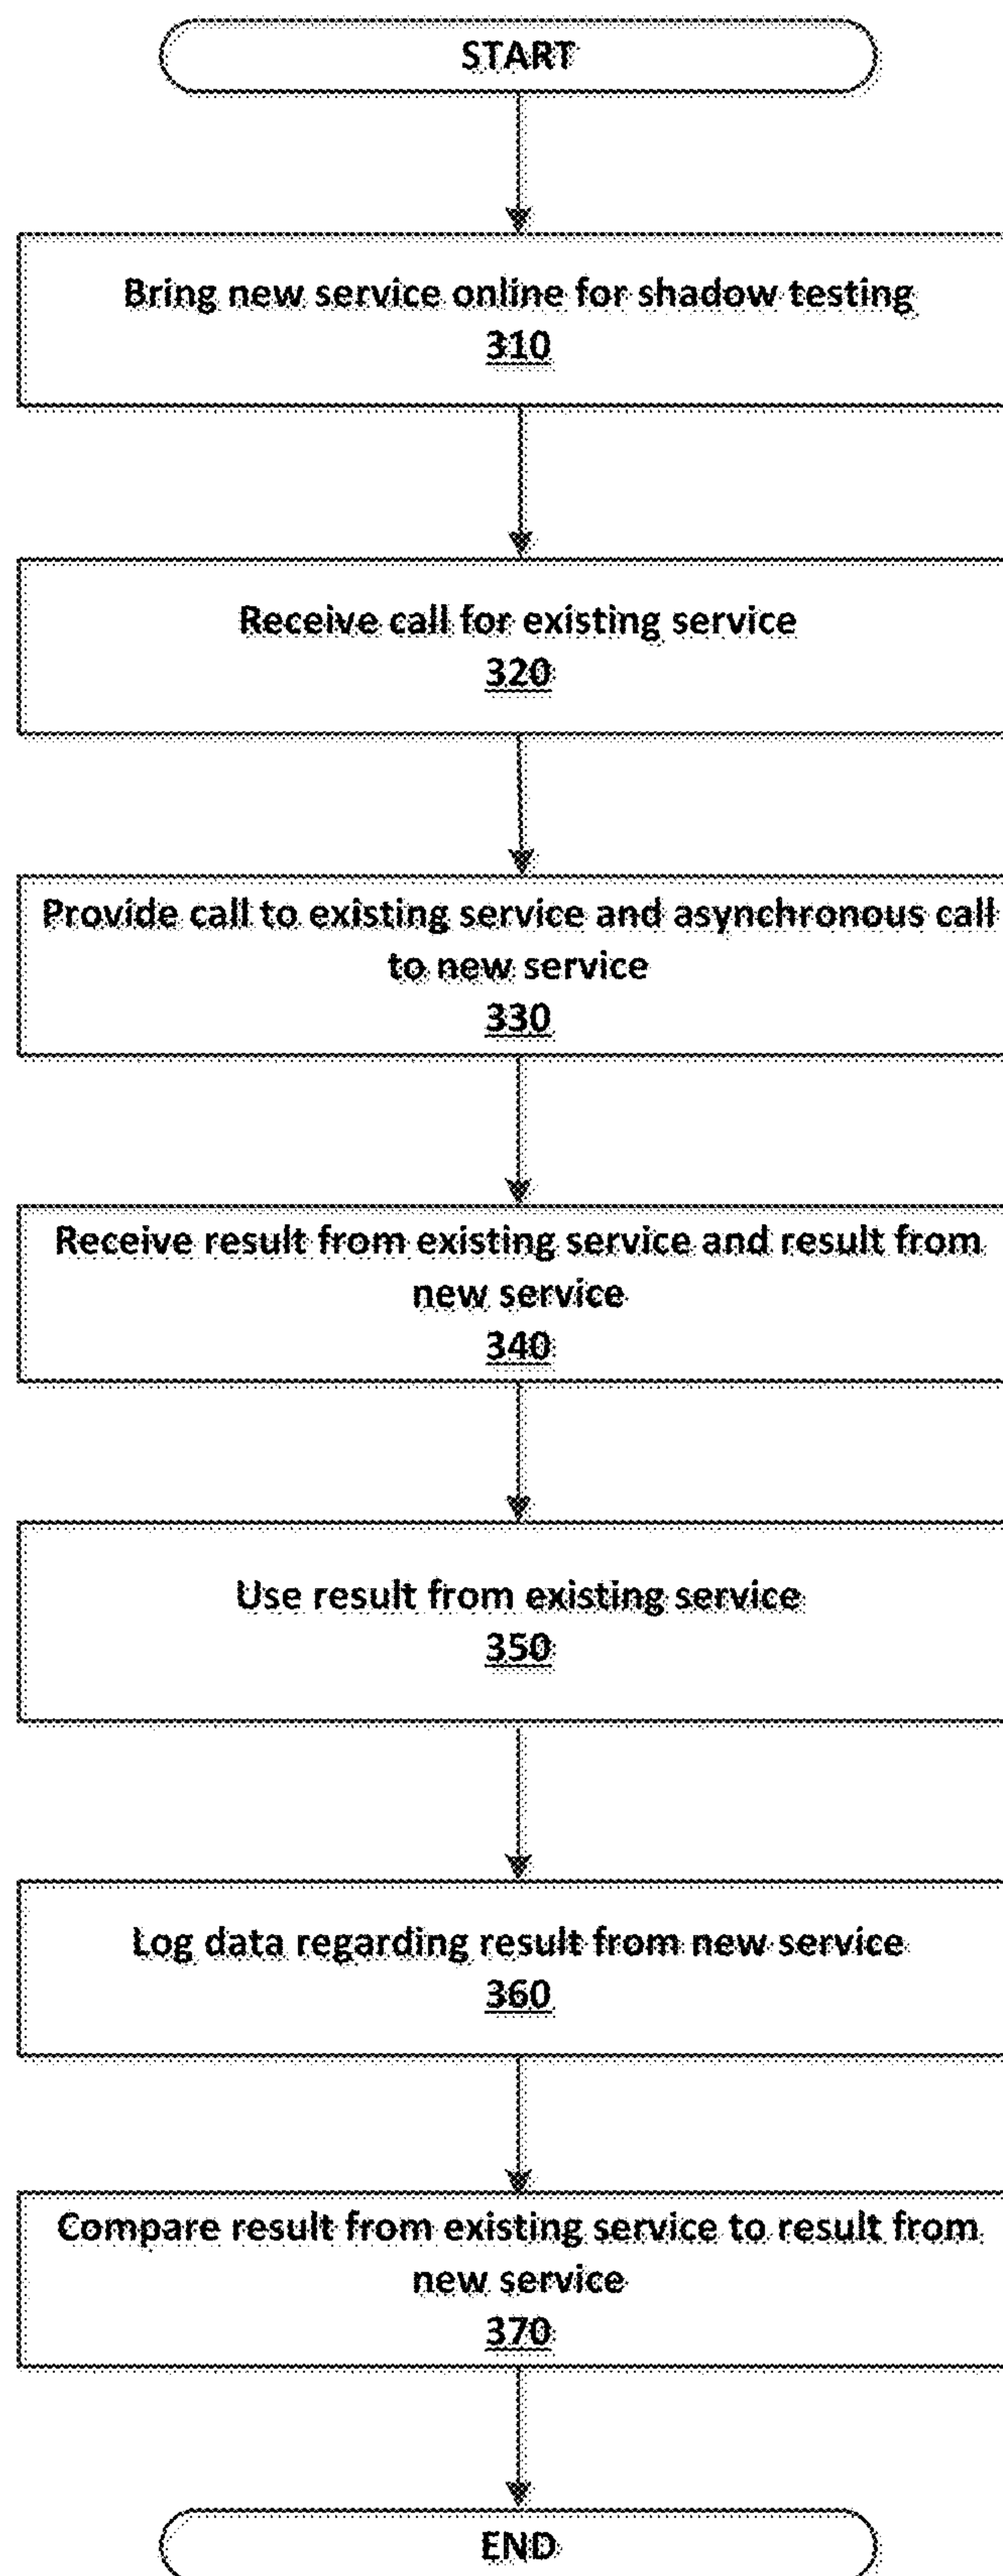 START
Bring new service online for shadow testing
310
Receive call for existing service
320
Provide call to existing service and asynchronous call
to new service
330
Receive result from existing service and result from
new service
340
Use result from existing service
350
Log data regarding result from new service
360
Compare result from existing service to result from
new service
370
END